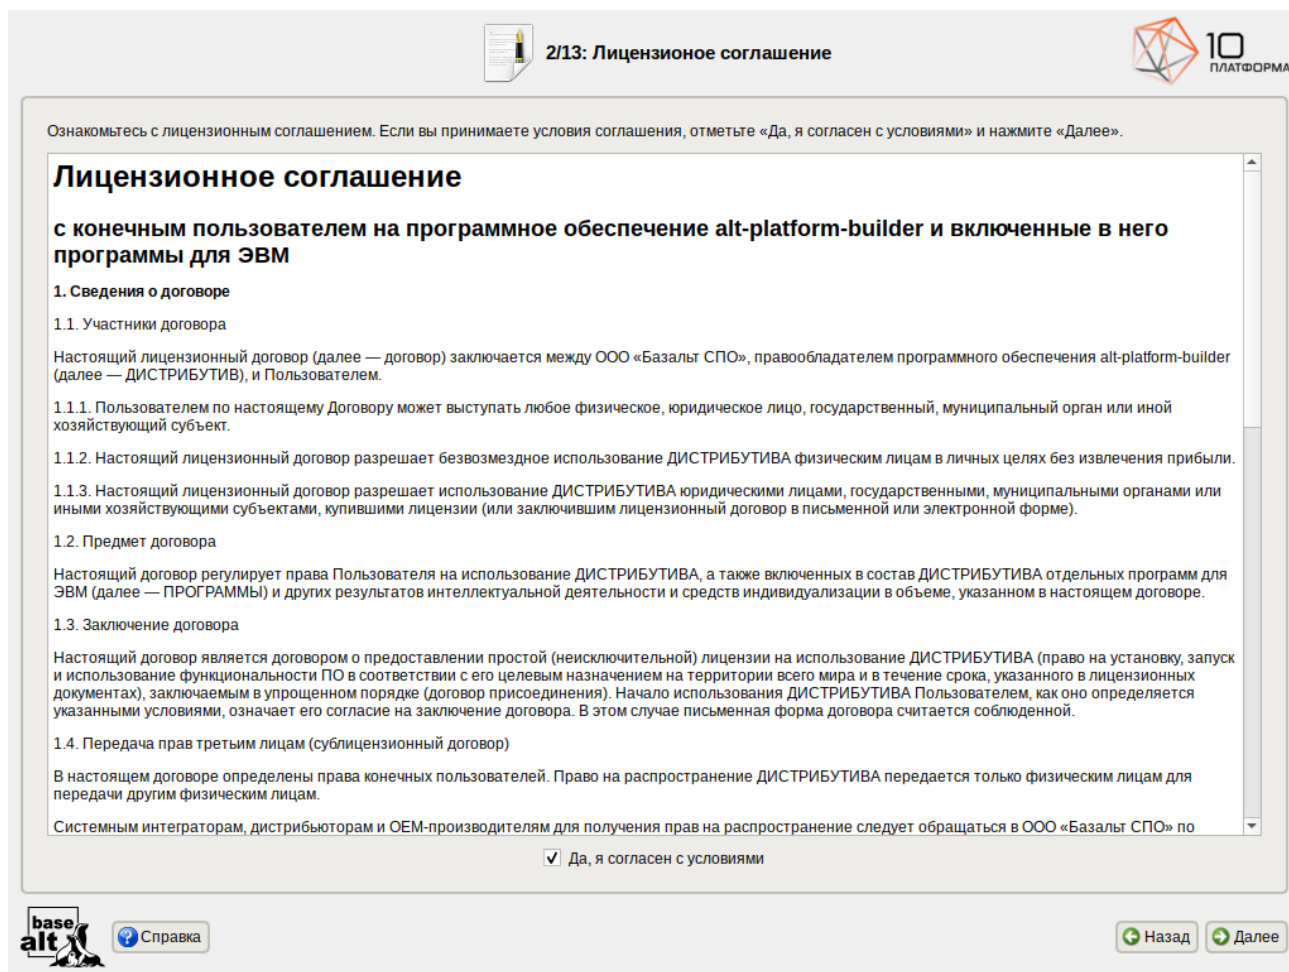 2/13: Лицензионое соглашение
10
ПЛАТФОРМА
Ознакомьтесь с лицензионным соглашением. Если вы принимаете условия соглашения, отметьте «Да, я согласен с условиями» и нажмите «Далее».
Лицензионное соглашение
с конечным пользователем на программное обеспечение alt-platform-builder и включенные в него
программы для ЭВМ
1. Сведения о договоре
1.1. Участники договора
Настоящий лицензионный договор (далее — договор) заключается между ООО «Базальт СПО», правообладателем программного обеспечения alt-platform-builder
(далее — ДИСТРИБУТИВ), и Пользователем.
1.1.1. Пользователем по настоящему Договору может выступать любое физическое, юридическое лицо, государственный, муниципальный орган или иной
хозяйствующий субъект.
1.1.2. Настоящий лицензионный договор разрешает безвозмездное использование ДИСТРИБУТИВА физическим лицам в личных целях без извлечения прибыли.
1.1.3. Настоящий лицензионный договор разрешает использование ДИСТРИБУТИВА юридическими лицами, государственными, муниципальными органами или
иными хозяйствующими субъектами, купившими лицензии (или заключившим лицензионный договор в письменной или электронной форме).
1.2. Предмет договора
Настоящий договор регулирует права Пользователя на использование ДИСТРИБУТИВА, а также включенных в состав ДИСТРИБУТИВА отдельных программ для
ЭВМ (далее — ПРОГРАММЫ) и других результатов интеллектуальной деятельности и средств индивидуализации в объеме, указанном в настоящем договоре.
1.3. Заключение договора
Настоящий договор является договором о предоставлении простой (неисключительной) лицензии на использование ДИСТРИБУТИВА (право на установку, запуск
и использование функциональности ПО в соответствии с его целевым назначением на территории всего мира и в течение срока, указанного в лицензионных
документах), заключаемым в упрощенном порядке (договор присоединения). Начало использования ДИСТРИБУТИВА Пользователем, как оно определяется
указанными условиями, означает его согласие на заключение договора. В этом случае письменная форма договора считается соблюденной.
1.4. Передача прав третьим лицам (сублицензионный договор)
В настоящем договоре определены права конечных пользователей. Право на распространение ДИСТРИБУТИВА передается только физическим лицам для
передачи другим физическим лицам.
Системным интеграторам, дистрибьюторам и OEM-производителям для получения прав на распространение следует обращаться в ООО «Базальт СПО» по
Да, я согласен с условиями
base
alt
Справка
Назад
Далее